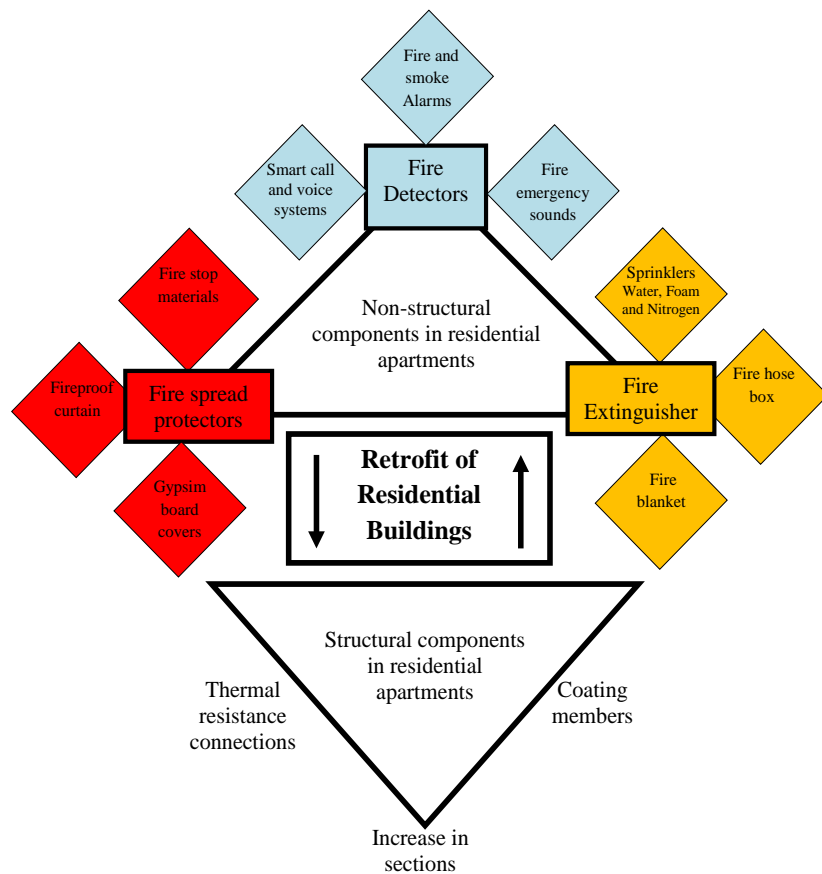 Fire and
smoke
Alarms
Smart call
and voice
systems
Fire
Detectors
Fire
emergency
sounds
Fire stop
materials
Non-structural
components in residential
apartments
Sprinklers
Water, Foam
and Nitrogen
Fireproof
curtain
Fire spread
protectors
Fire
Extinguisher
Fire hose
box
Gypsim
board
covers
Retrofit of
Residential
Buildings
Fire
blanket
Structural components
in residential
apartments
Thermal
resistance
connections
Coating
members
Increase in
sections